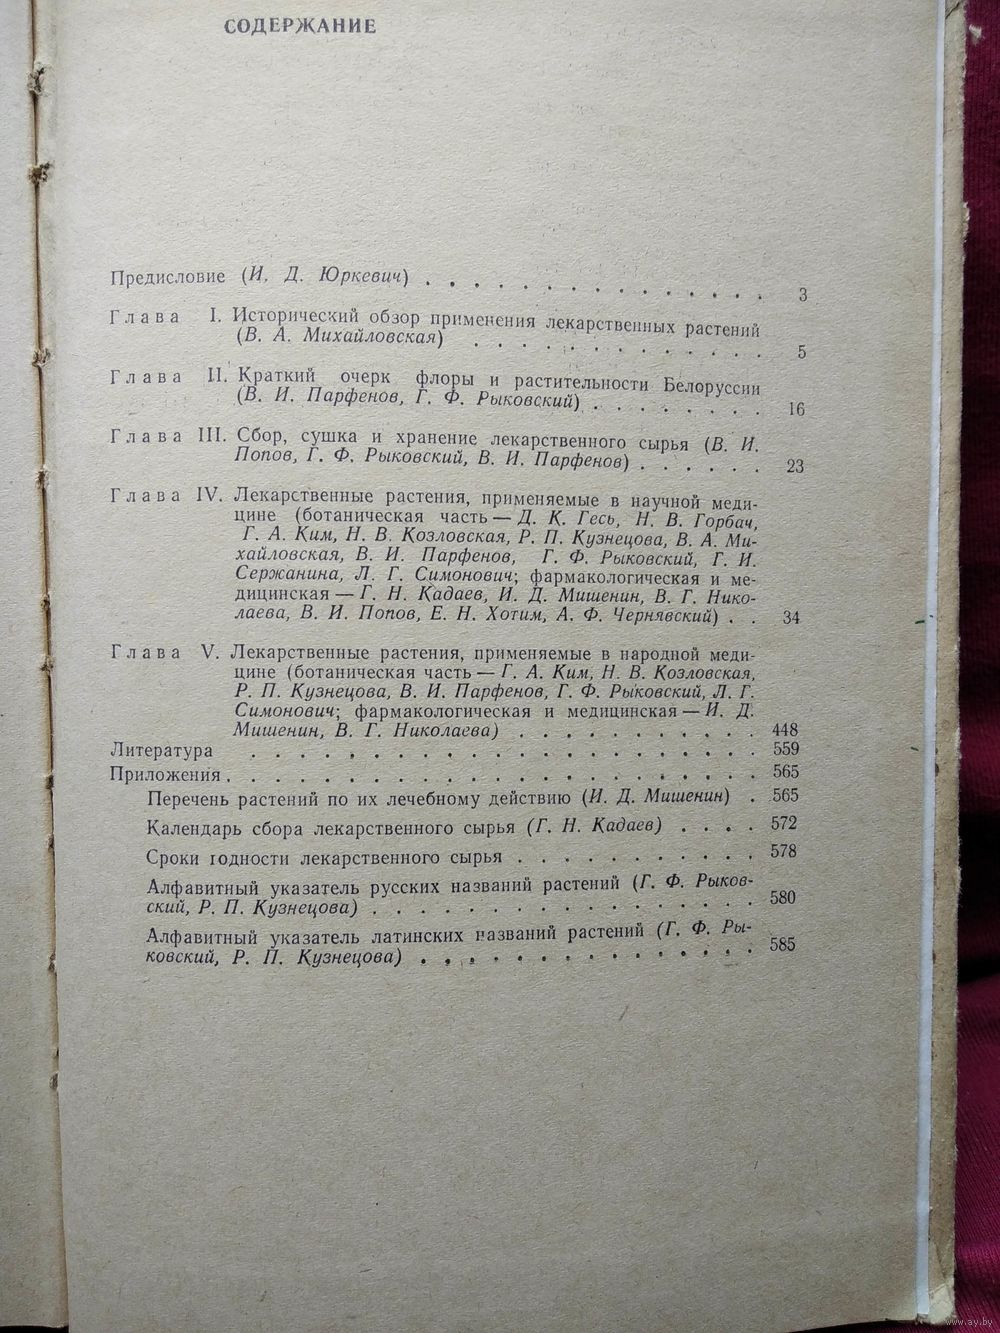 СОДЕРЖАНИЕ
Предисловие (И. Д. Юркевич) . . . . . . . . . . . . . . . 3
Глава I. Исторический обзор применения лекарственных растений
(В. А. Михайловская) . . . . . . . . . . . . . 5
Глава II. Краткий очерк флоры и растительности Белоруссии
(В. И. Парфенов, Г. Ф. Рыковский) . . . . . . . 16
Глава III. Сбор, сушка и хранение лекарственного сырья (В. И.
Попов, Г. Ф. Рыковский, В. И. Парфенов) . . . . . . 23
Глава IV. Лекарственные растения, применяемые в научной меди-
цине (ботаническая часть — Д. К. Гесь, Н. В. Горбач,
Г. А. Ким, Н. В. Козловская, Р. П. Кузнецова, В. А. Ми-
хайловская, В. И. Парфенов, Г. Ф. Рыковский, Г. И.
Сержанина, Л. Г. Симонович; фармакологическая и ме-
дицинская — Г. Н. Кадаев, И. Д. Мишенин, В. Г. Нико-
лаева, В. И. Попов, Е. Н. Хотим, А. Ф. Чернявский) . . 34
Глава V. Лекарственные растения, применяемые в народной меди-
цине (ботаническая часть — Г. А. Ким, Н. В. Козловская,
Р. П. Кузнецова, В. И. Парфенов, Г. Ф. Рыковский, Л. Г.
Симонович; фармакологическая и медицинская — И. Д.
Мишенин, В. Г. Николаева) . . . . . . . . . . . 448
Литература . . . . . . . . . . . . . . . . . . . . . . . 559
Приложения . . . . . . . . . . . . . . . . . . . . . . . 565
Перечень растений по их лечебному действию (И. Д. Мишенин) . 565
Календарь сбора лекарственного сырья (Г. Н. Кадаев) . . . . 572
Сроки годности лекарственного сырья . . . . . . . . . . . 578
Алфавитный указатель русских названий растений (Г. Ф. Рыков-
ский, Р. П. Кузнецова) . . . . . . . . . . . . . . . . 580
Алфавитный указатель латинских названий растений (Г. Ф. Ры-
ковский, Р. П. Кузнецова) . . . . . . . . . . . . . . 585
www.ay.by